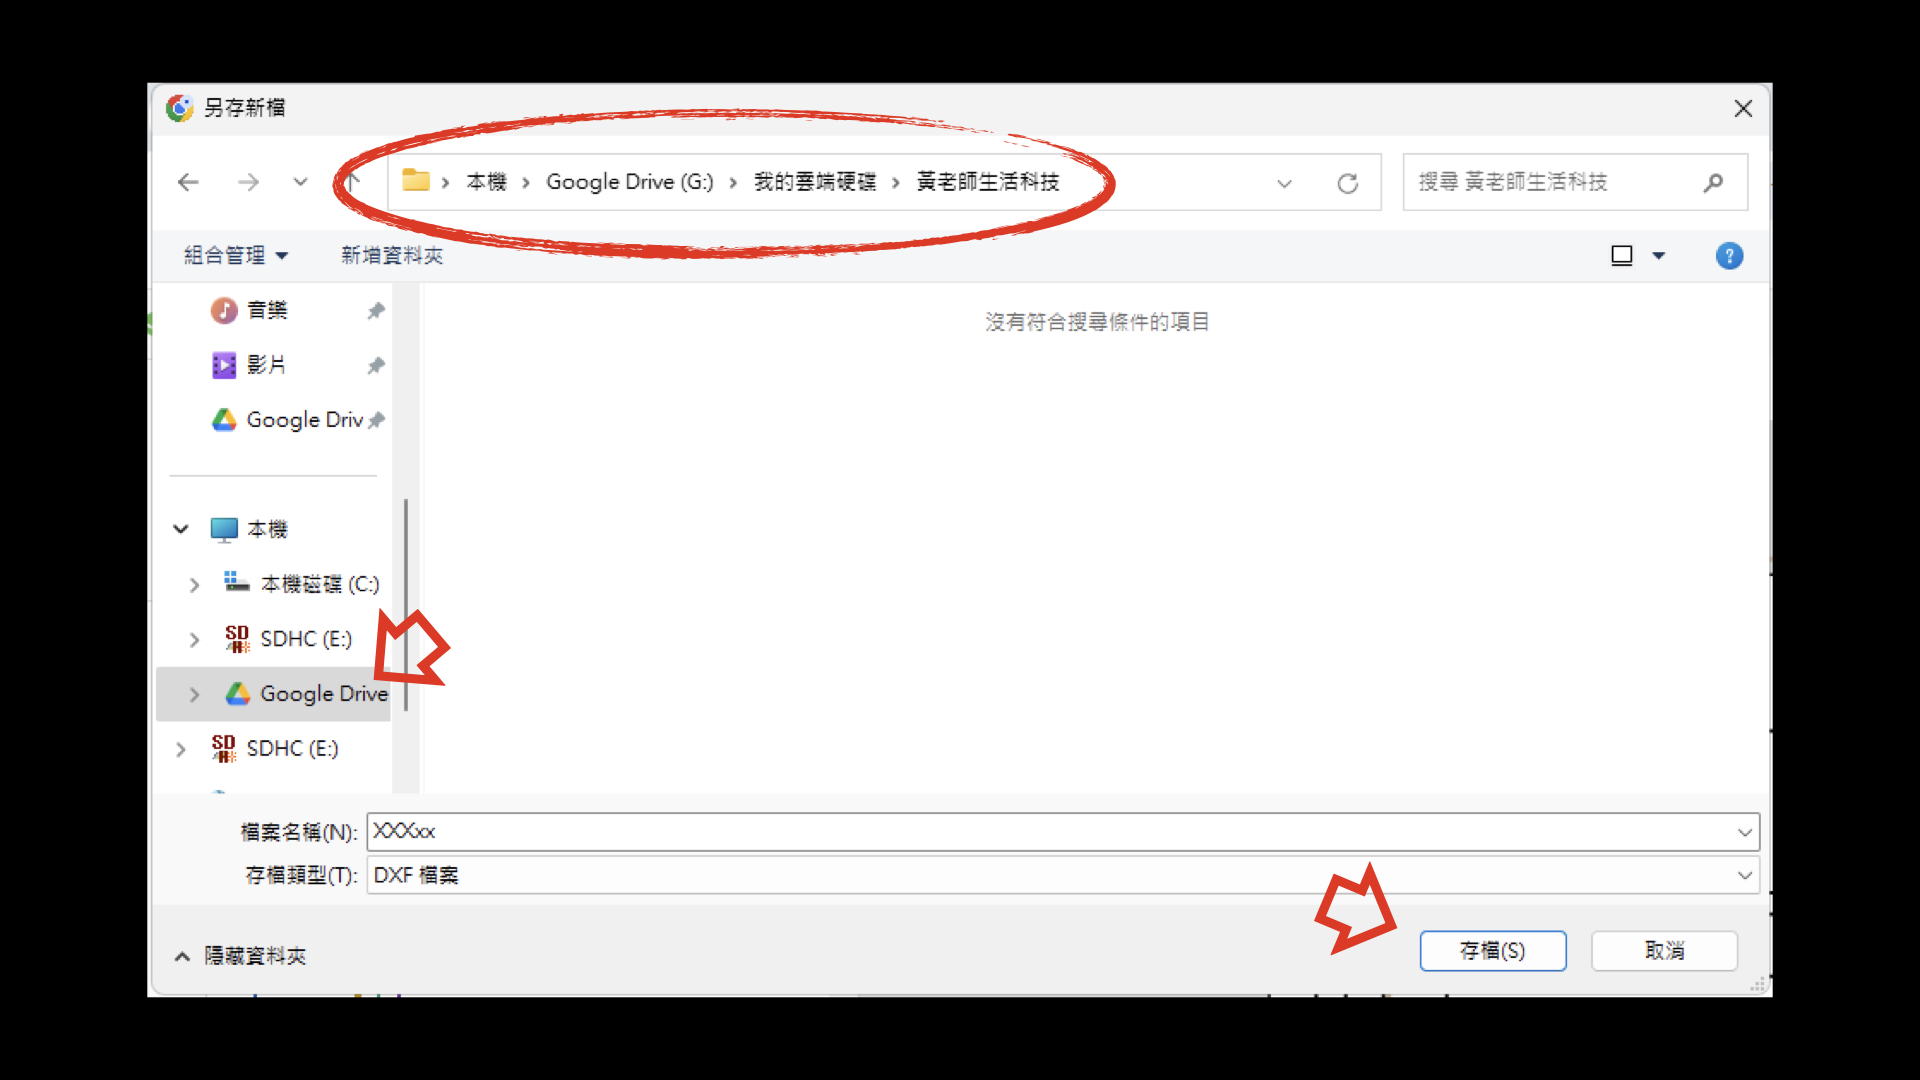 另存新檔
本機 › Google Drive (G:) › 我的雲端硬碟 › 黃老師生活科技
搜尋 黃老師生活科技
組合管理 新增資料夾
?
音樂
沒有符合搜尋條件的項目
影片
Google Driv
本機
本機磁碟 (C:)
SD SDHC (E:)
Google Drive
SD SDHC (E:)
檔案名稱(N): XXXxx
存檔類型(T): DXF 檔案
隱藏資料夾
存檔(S)
取消